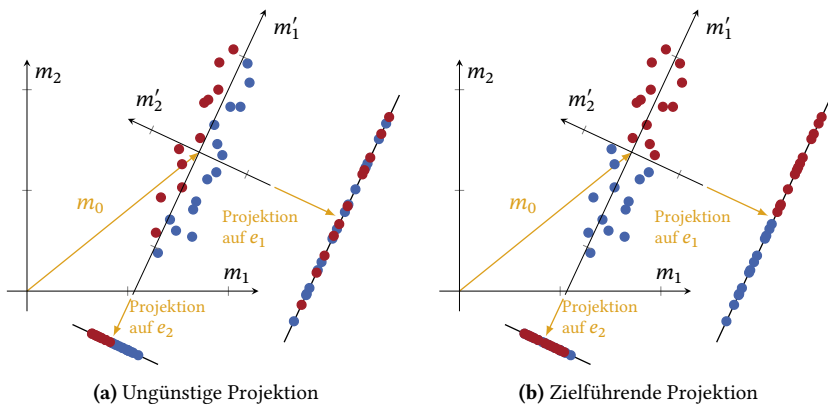 m₂
m′₁
m′₂
m₀
Projektion
auf e₁
m₁
Projektion
auf e₂
(a) Ungünstige Projektion
m₂
m′₁
m′₂
m₀
Projektion
auf e₁
m₁
Projektion
auf e₂
(b) Zielführende Projektion